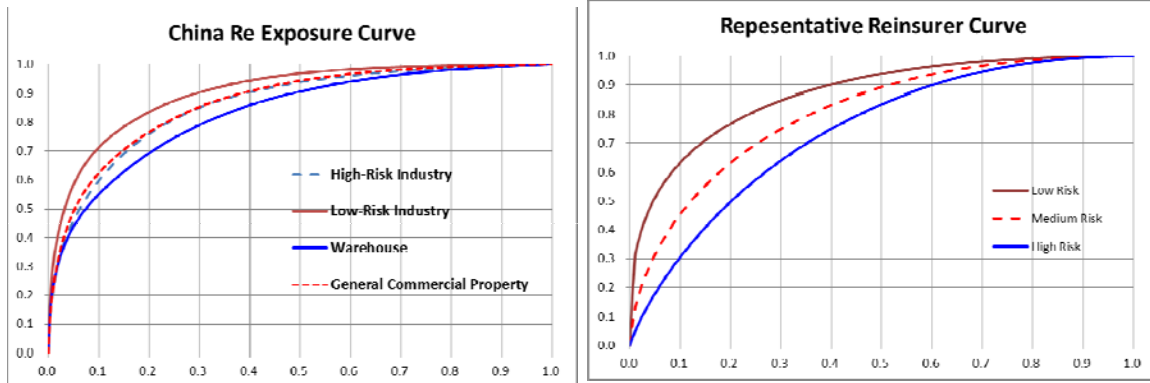 China Re Exposure Curve
1.0
0.9
0.8
0.7
0.6
0.5
0.4
0.3
0.2
0.1
0.0
High-Risk Industry
Low-Risk Industry
Warehouse
General Commercial Property
0.0 0.1 0.2 0.3 0.4 0.5 0.6 0.7 0.8 0.9 1.0
Representative Reinsurer Curve
1.0
0.9
0.8
0.7
0.6
0.5
0.4
0.3
0.2
0.1
0.0
Low Risk
Medium Risk
High Risk
0.0 0.1 0.2 0.3 0.4 0.5 0.6 0.7 0.8 0.9 1.0